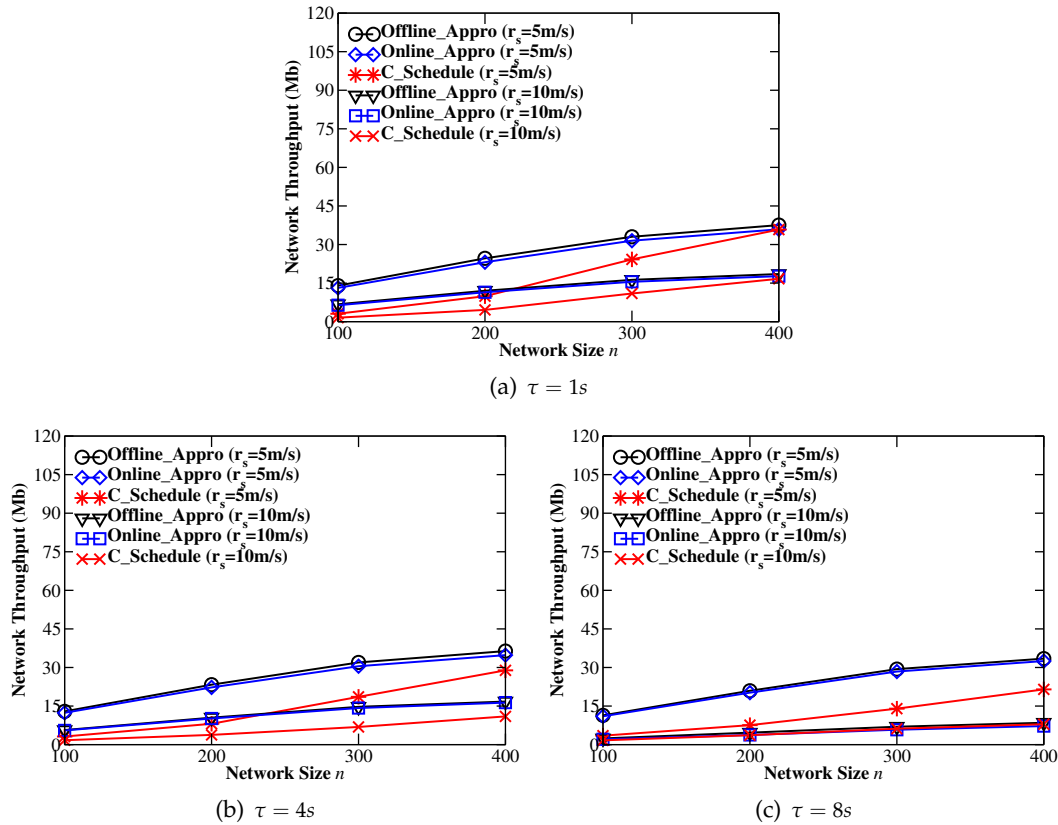 120
105
90
75
60
45
30
15
0
Network Throughput (Mb)
Offline_Appro (r_s=5m/s)
Online_Appro (r_s=5m/s)
C_Schedule (r_s=5m/s)
Offline_Appro (r_s=10m/s)
Online_Appro (r_s=10m/s)
C_Schedule (r_s=10m/s)
100 200 300 400
Network Size n
(a) τ = 1s
120
105
90
75
60
45
30
15
0
Network Throughput (Mb)
Offline_Appro (r_s=5m/s)
Online_Appro (r_s=5m/s)
C_Schedule (r_s=5m/s)
Offline_Appro (r_s=10m/s)
Online_Appro (r_s=10m/s)
C_Schedule (r_s=10m/s)
100 200 300 400
Network Size n
(b) τ = 4s
120
105
90
75
60
45
30
15
0
Network Throughput (Mb)
Offline_Appro (r_s=5m/s)
Online_Appro (r_s=5m/s)
C_Schedule (r_s=5m/s)
Offline_Appro (r_s=10m/s)
Online_Appro (r_s=10m/s)
C_Schedule (r_s=10m/s)
100 200 300 400
Network Size n
(c) τ = 8s